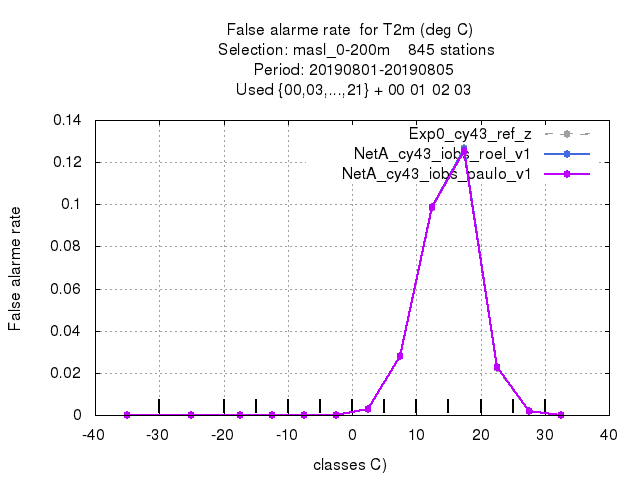 False alarme rate  for T2m (deg C)
Selection: masl_0-200m    845 stations
Period: 20190801-20190805
Used {00,03,...,21} + 00 01 02 03
Exp0_cy43_ref_z
NetA_cy43_iobs_roel_v1
NetA_cy43_iobs_paulo_v1
0.14
0.12
0.1
0.08
0.06
0.04
0.02
0
False alarme rate
-40 -30 -20 -10 0 10 20 30 40
classes C)